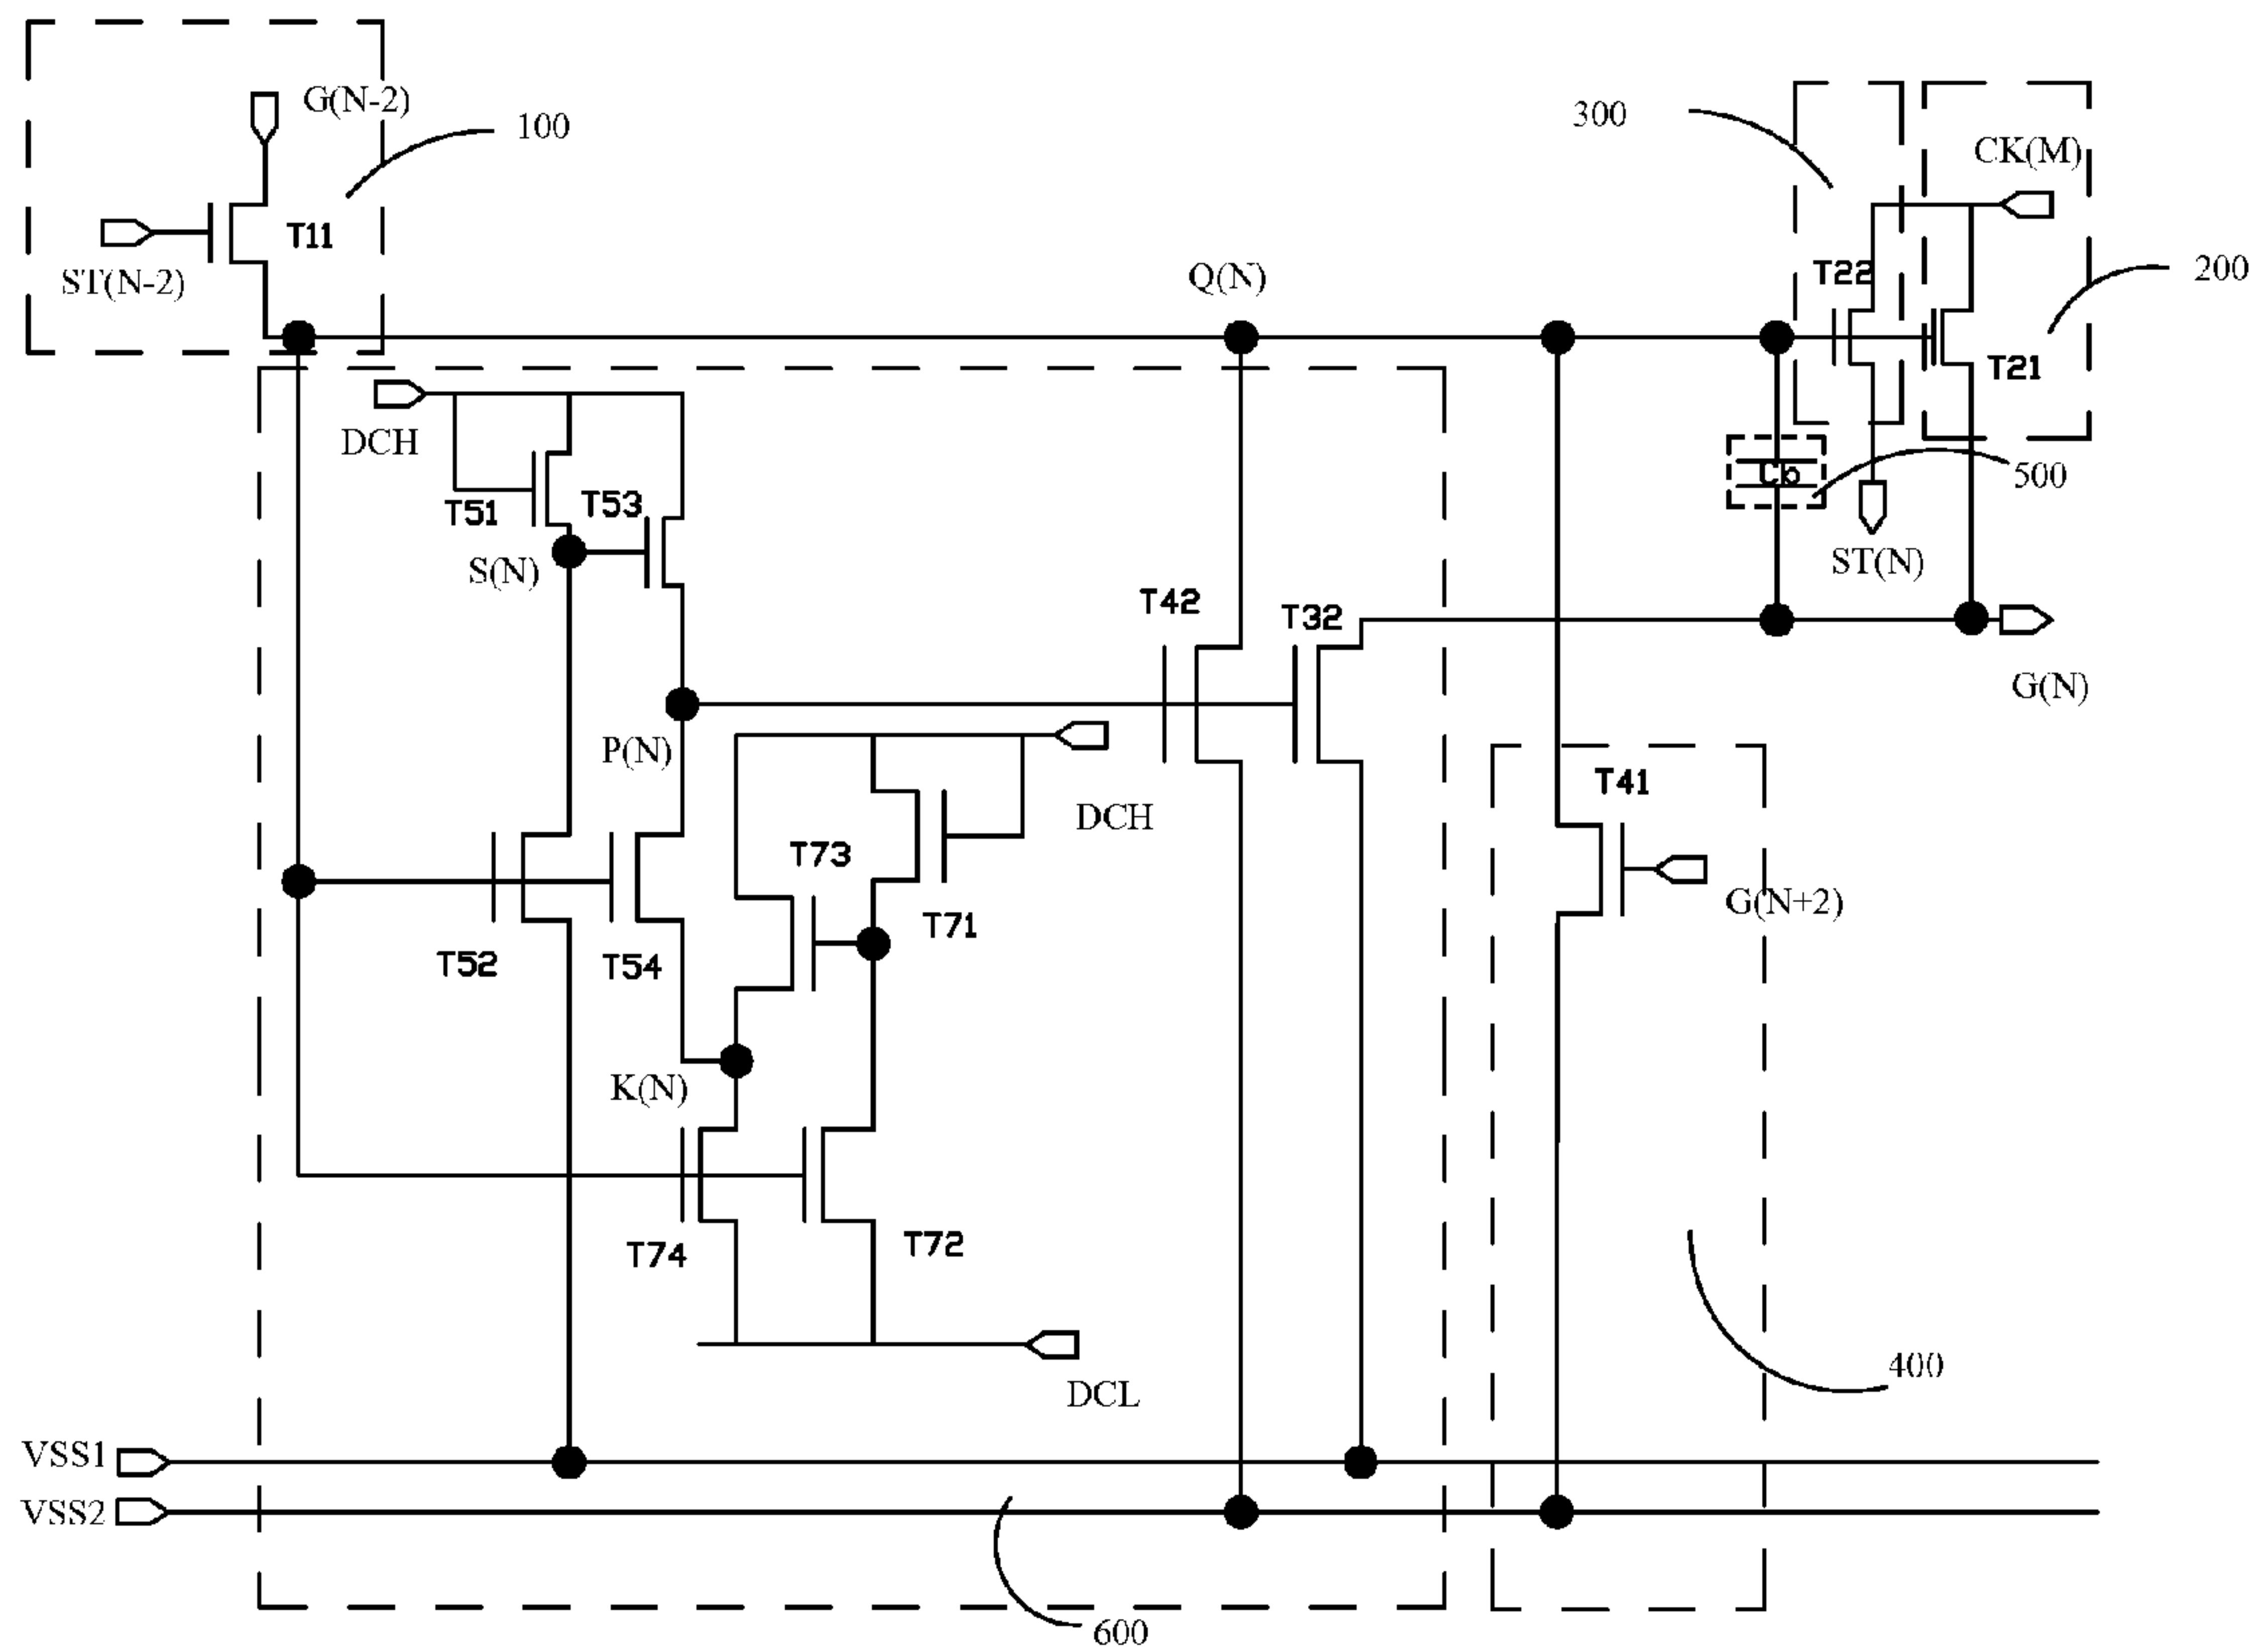 G(N-2)
100
300
CK(M)
T11
ST(N-2)
Q(N)
T22
200
T21
DCH
Cb
500
T51
T53
S(N)
ST(N)
T42
T32
G(N)
P(N)
T41
DCH
T73
G(N+2)
T71
T52
T54
K(N)
T74
T72
400
DCL
VSS1
VSS2
600